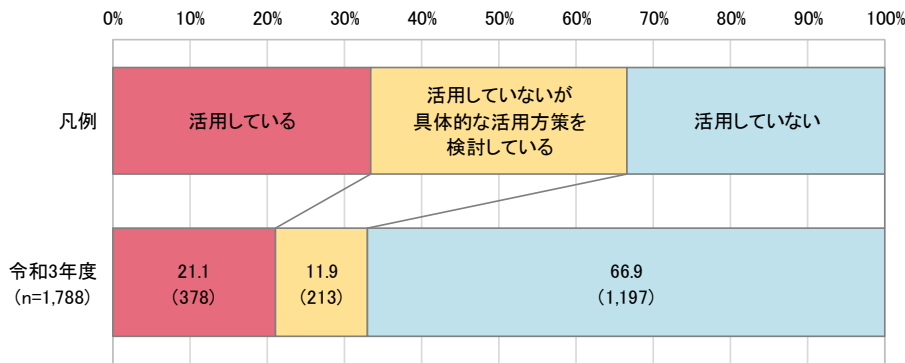 0% 10% 20% 30% 40% 50% 60% 70% 80% 90% 100%
凡例
活用している
活用していないが
具体的な活用方策を
検討している
活用していない
令和3年度
(n=1,788)
21.1
(378)
11.9
(213)
66.9
(1,197)